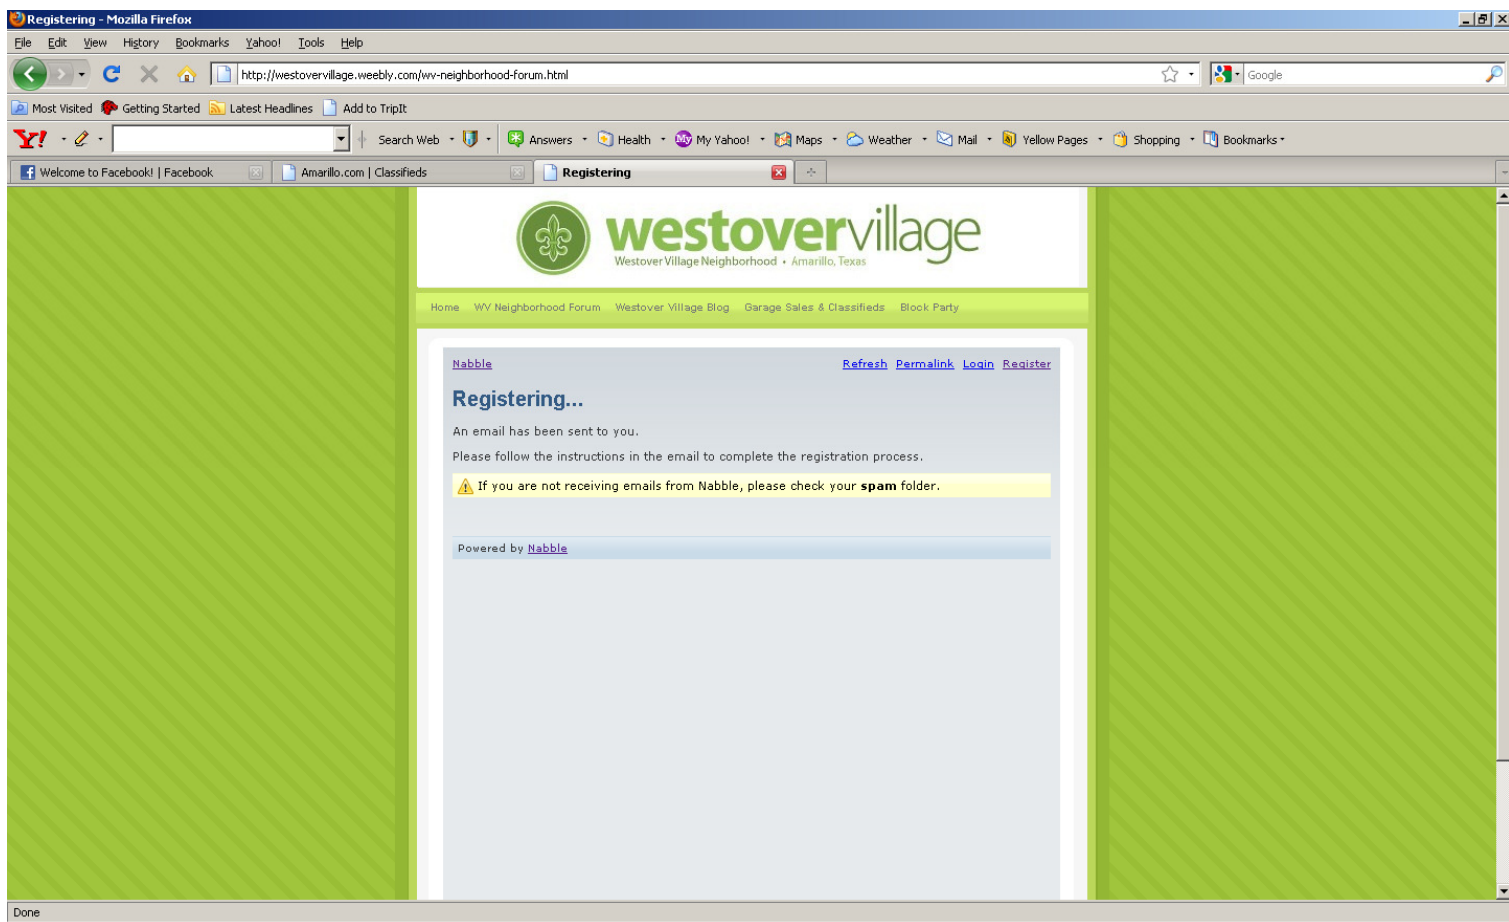 Registering - Mozilla Firefox
File Edit View History Bookmarks Yahoo! Tools Help
http://westovervillage.weebly.com/wv-neighborhood-forum.html Google
Most Visited Getting Started Latest Headlines Add to TripIt
Y! Search Web Answers Health My Yahoo! Maps Weather Mail Yellow Pages Shopping Bookmarks
Welcome to Facebook! | Facebook Amarillo.com | Classifieds Registering
westovervillage
Westover Village Neighborhood • Amarillo, Texas
Home WV Neighborhood Forum Westover Village Blog Garage Sales & Classifieds Block Party
Nabble Refresh Permalink Login Register
Registering...
An email has been sent to you.
Please follow the instructions in the email to complete the registration process.
If you are not receiving emails from Nabble, please check your spam folder.
Powered by Nabble
Done